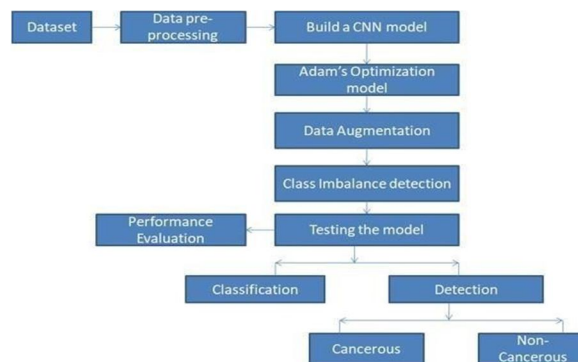 Dataset
Data pre-
processing
Build a CNN model
Adam's Optimization
model
Data Augmentation
Class Imbalance detection
Performance
Evaluation
Testing the model
Classification
Detection
Cancerous
Non-
Cancerous